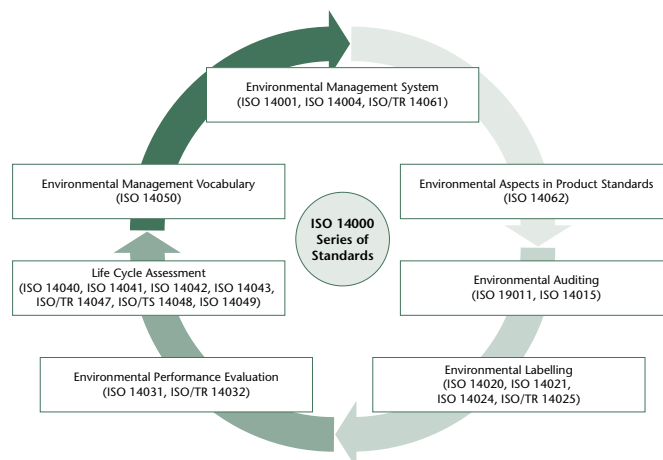 Environmental Management System
(ISO 14001, ISO 14004, ISO/TR 14061)
Environmental Management Vocabulary
(ISO 14050)
Environmental Aspects in Product Standards
(ISO 14062)
ISO 14000
Series of
Standards
Life Cycle Assessment
(ISO 14040, ISO 14041, ISO 14042, ISO 14043,
ISO/TR 14047, ISO/TS 14048, ISO 14049)
Environmental Auditing
(ISO 19011, ISO 14015)
Environmental Performance Evaluation
(ISO 14031, ISO/TR 14032)
Environmental Labelling
(ISO 14020, ISO 14021,
ISO 14024, ISO/TR 14025)